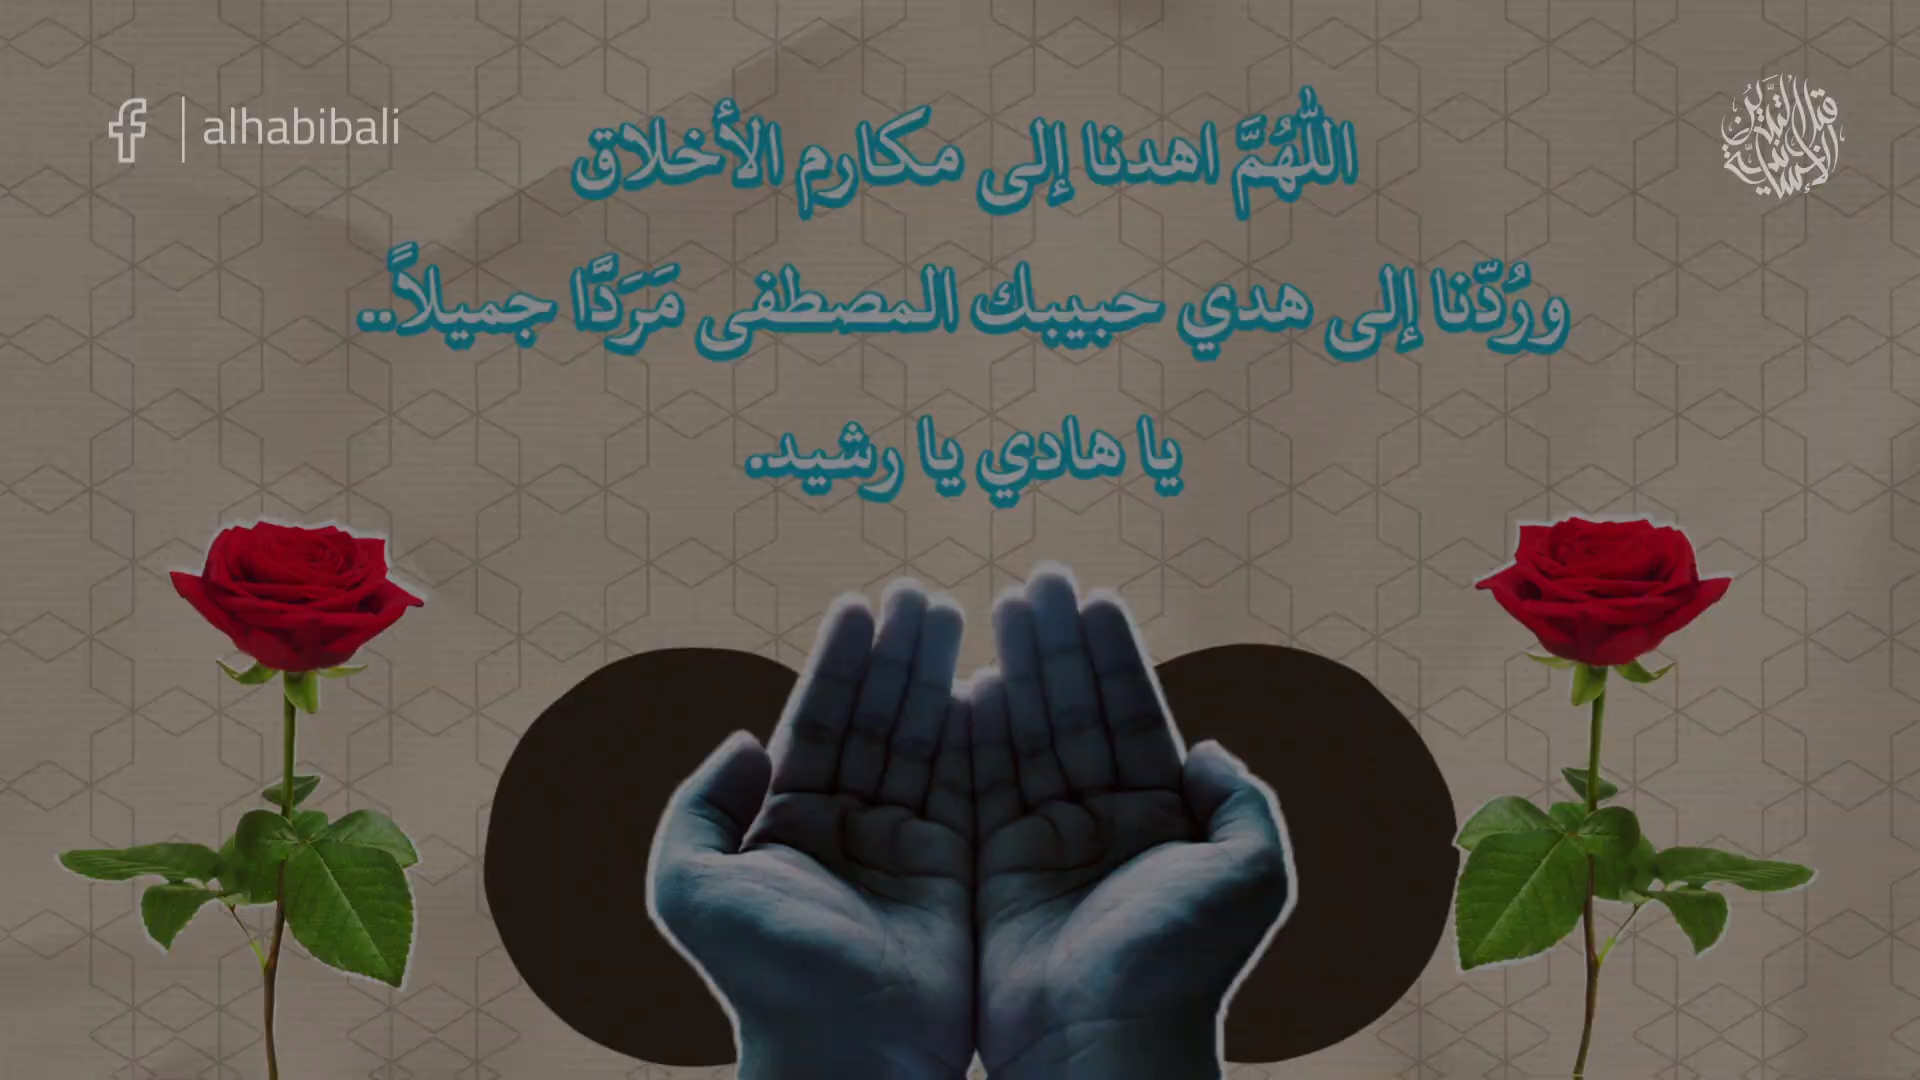 alhabibali
اللّٰهُمَّ اهدنا إلى مكارم الأخلاق
ورُدّنا إلى هدي حبيبك المصطفى مَرَدًّا جميلاً..
يا هادي يا رشيد.